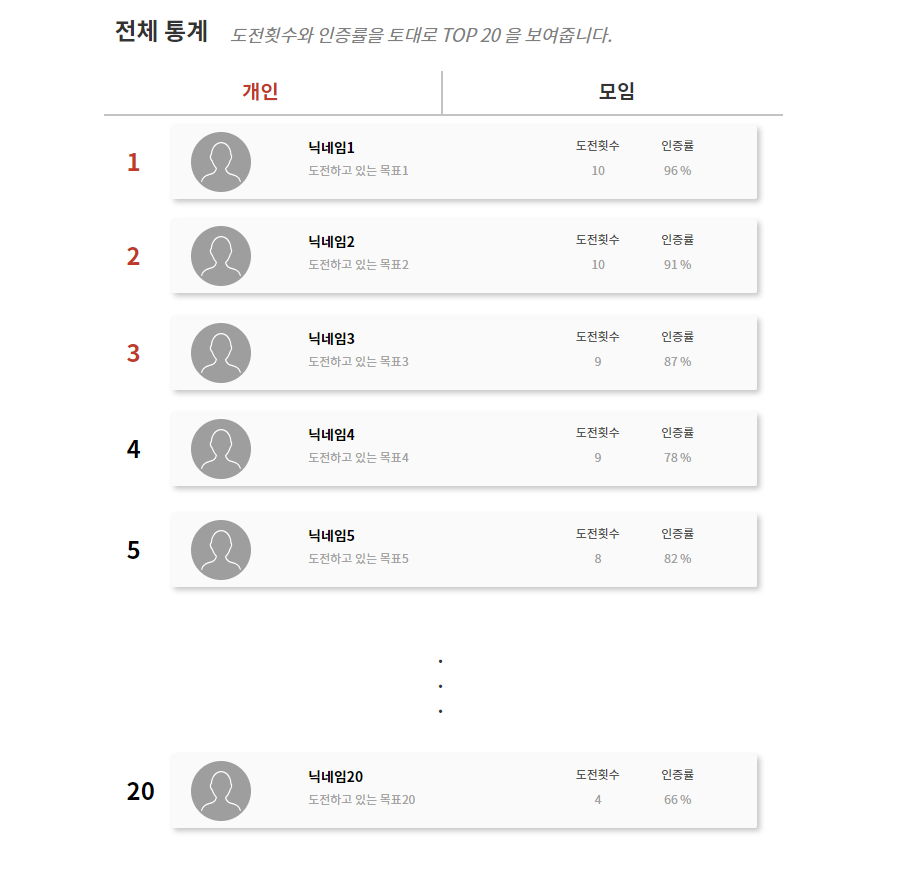 전체 통계 도전횟수와 인증률을 토대로 TOP 20 을 보여줍니다.
개인 모임
1 닉네임1 도전횟수 인증률
도전하고 있는 목표1 10 96 %
2 닉네임2 도전횟수 인증률
도전하고 있는 목표2 10 91 %
3 닉네임3 도전횟수 인증률
도전하고 있는 목표3 9 87 %
4 닉네임4 도전횟수 인증률
도전하고 있는 목표4 9 78 %
5 닉네임5 도전횟수 인증률
도전하고 있는 목표5 8 82 %
.
.
.
20 닉네임20 도전횟수 인증률
도전하고 있는 목표20 4 66 %